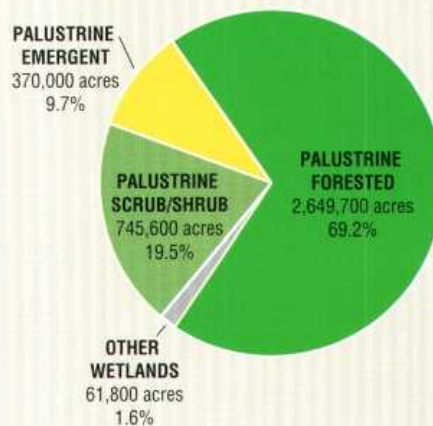 PALUSTRINE
EMERGENT
370,000 acres
9.7%
PALUSTRINE
FORESTED
2,649,700 acres
69.2%
PALUSTRINE
SCRUB/SHRUB
745,600 acres
19.5%
OTHER
WETLANDS
61,800 acres
1.6%